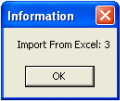 Information
Import From Excel: 3
OK